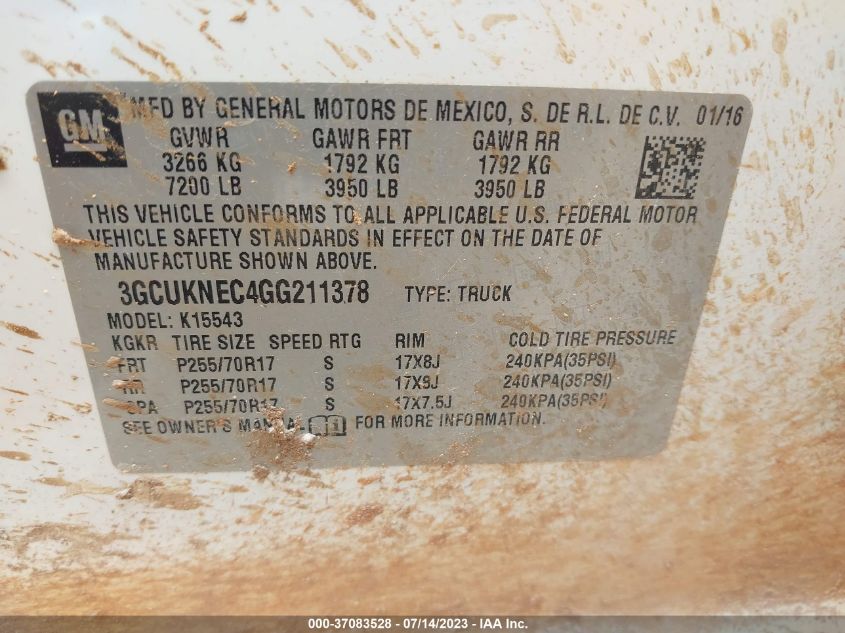 GM
MFD BY GENERAL MOTORS DE MEXICO, S. DE R.L. DE C.V. 01/16
GVWR GAWR FRT GAWR RR
3266 KG 1792 KG 1792 KG
7200 LB 3950 LB 3950 LB
THIS VEHICLE CONFORMS TO ALL APPLICABLE U.S. FEDERAL MOTOR
VEHICLE SAFETY STANDARDS IN EFFECT ON THE DATE OF
MANUFACTURE SHOWN ABOVE.
3GCUKNEC4GG211378 TYPE: TRUCK
MODEL: K15543
KGKR TIRE SIZE SPEED RTG RIM COLD TIRE PRESSURE
FRT P255/70R17 S 17X8J 240KPA(35PSI)
RR P255/70R17 S 240KPA(35PSI)
SPA P255/70R17 S 17X7.5J 240KPA(35PSI)
SEE OWNER'S MANUAL FOR MORE INFORMATION.
000-37083528 - 07/14/2023 - IAA Inc.